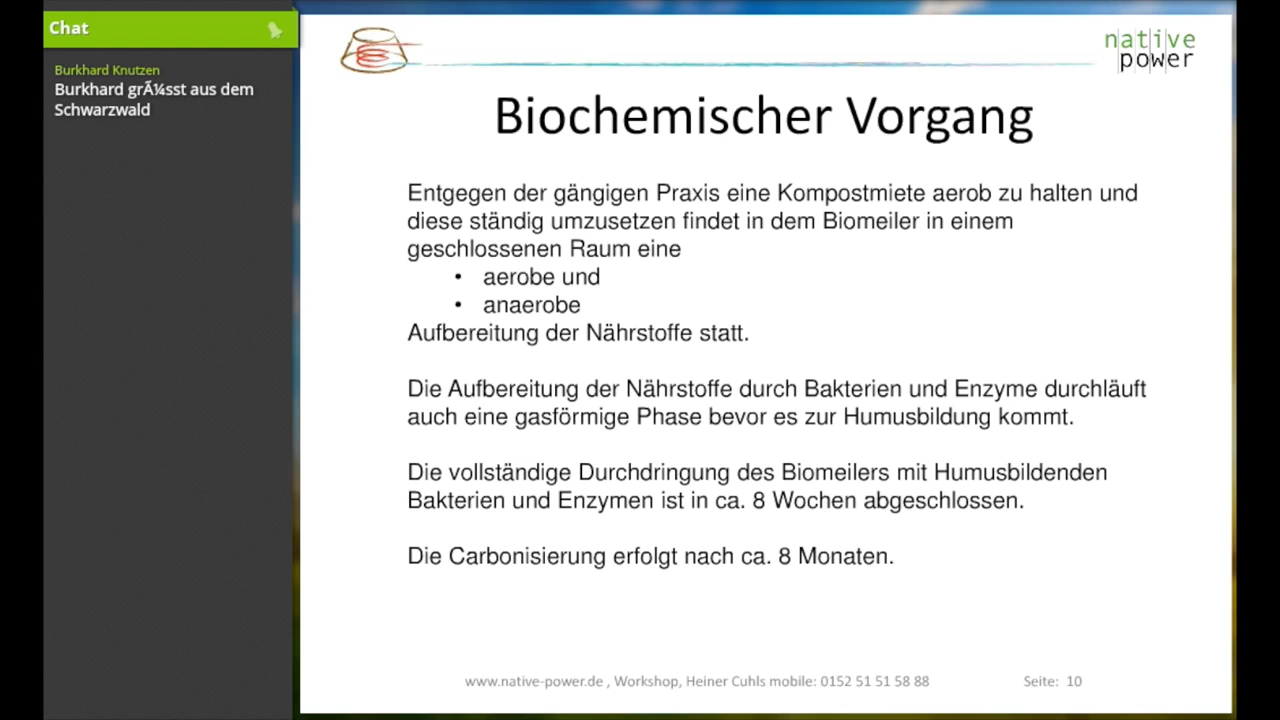 Chat
Burkhard Knutzen
Burkhard grÃ¼sst aus dem
Schwarzwald
native
power
Biochemischer Vorgang
Entgegen der gängigen Praxis eine Kompostmiete aerob zu halten und
diese ständig umzusetzen findet in dem Biomeiler in einem
geschlossenen Raum eine
• aerobe und
• anaerobe
Aufbereitung der Nährstoffe statt.
Die Aufbereitung der Nährstoffe durch Bakterien und Enzyme durchläuft
auch eine gasförmige Phase bevor es zur Humusbildung kommt.
Die vollständige Durchdringung des Biomeilers mit Humusbildenden
Bakterien und Enzymen ist in ca. 8 Wochen abgeschlossen.
Die Carbonisierung erfolgt nach ca. 8 Monaten.
www.native-power.de , Workshop, Heiner Cuhls mobile: 0152 51 51 58 88 Seite: 10